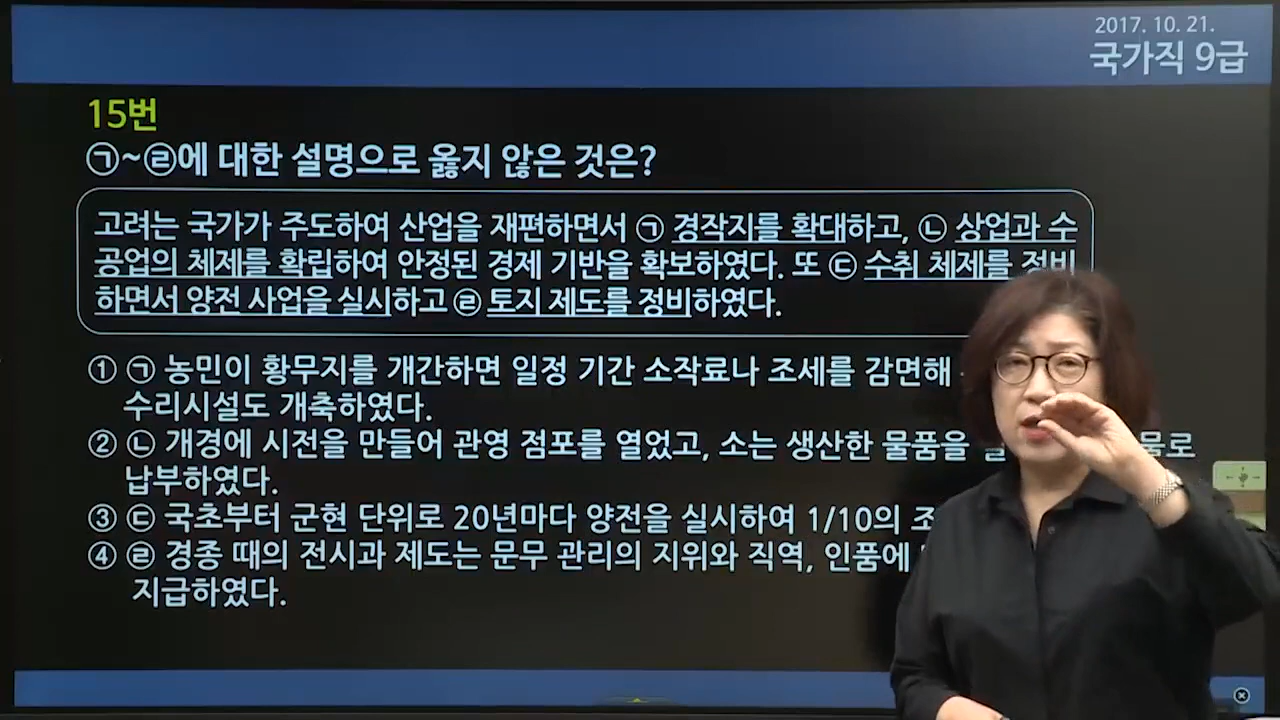 2017. 10. 21.
국가직 9급
15번
㉠~㉣에 대한 설명으로 옳지 않은 것은?
고려는 국가가 주도하여 산업을 재편하면서 ㉠ 경작지를 확대하고, ㉡ 상업과 수
공업의 체제를 확립하여 안정된 경제 기반을 확보하였다. 또 ㉢ 수취 체제를 정비
하면서 양전 사업을 실시하고 ㉣ 토지 제도를 정비하였다.
① ㉠ 농민이 황무지를 개간하면 일정 기간 소작료나 조세를 감면해
수리시설도 개축하였다.
② ㉡ 개경에 시전을 만들어 관영 점포를 열었고, 소는 생산한 물품을 물로
납부하였다.
③ ㉢ 국초부터 군현 단위로 20년마다 양전을 실시하여 1/10의
④ ㉣ 경종 때의 전시과 제도는 문무 관리의 지위와 직역, 인품에
지급하였다.